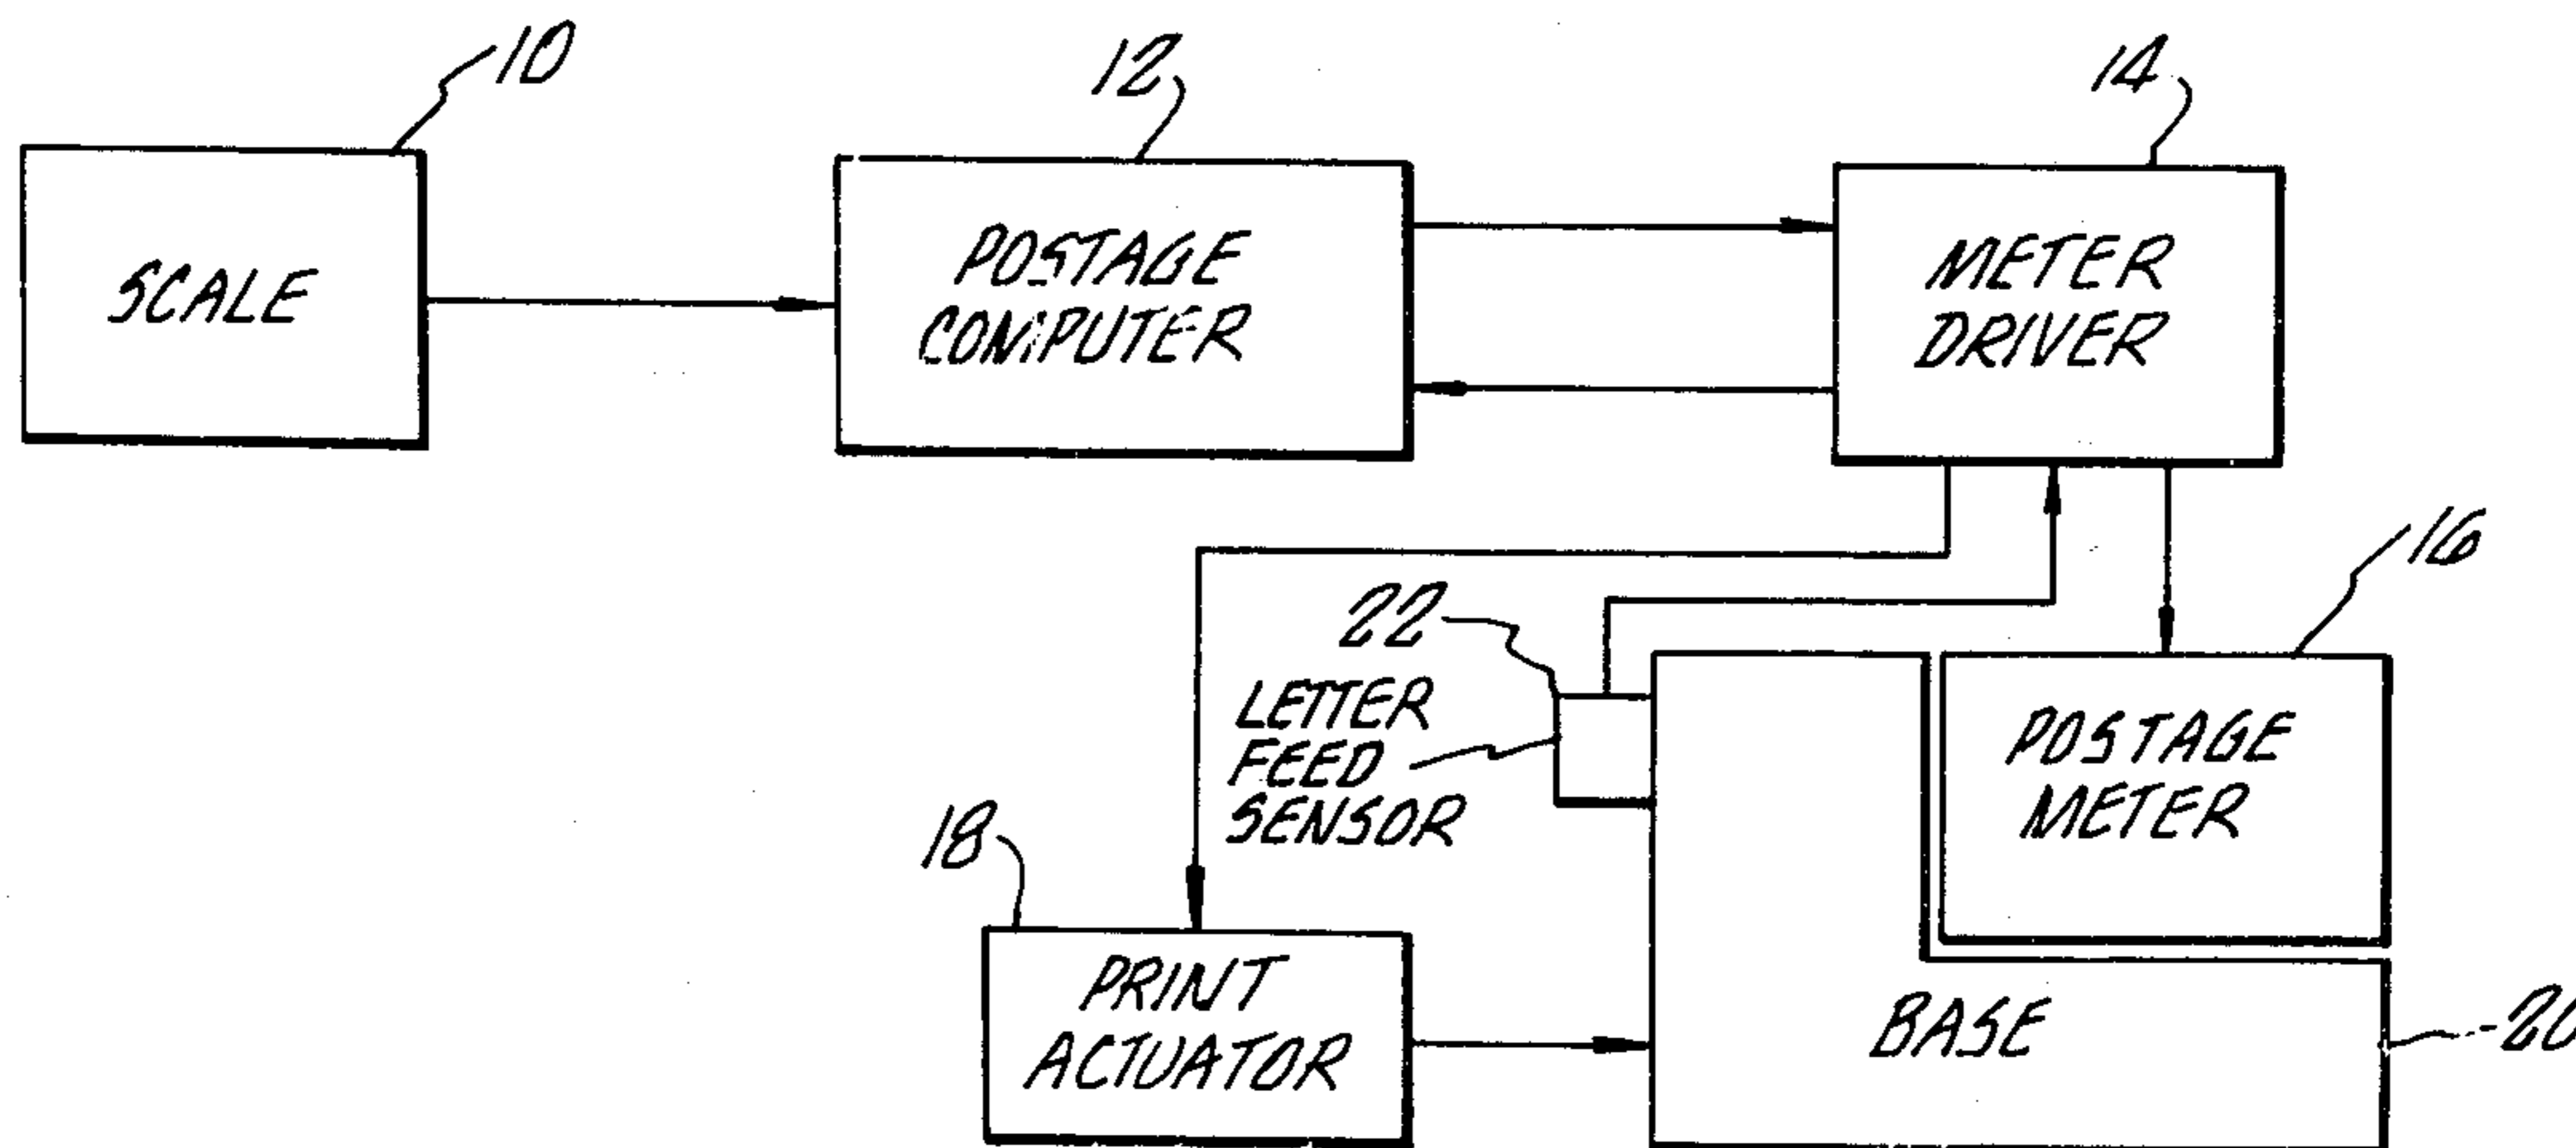 10
12
14
SCALE
POSTAGE
COMPUTER
METER
DRIVER
16
22
LETTER
FEED
SENSOR
POSTAGE
METER
18
PRINT
ACTUATOR
BASE
20